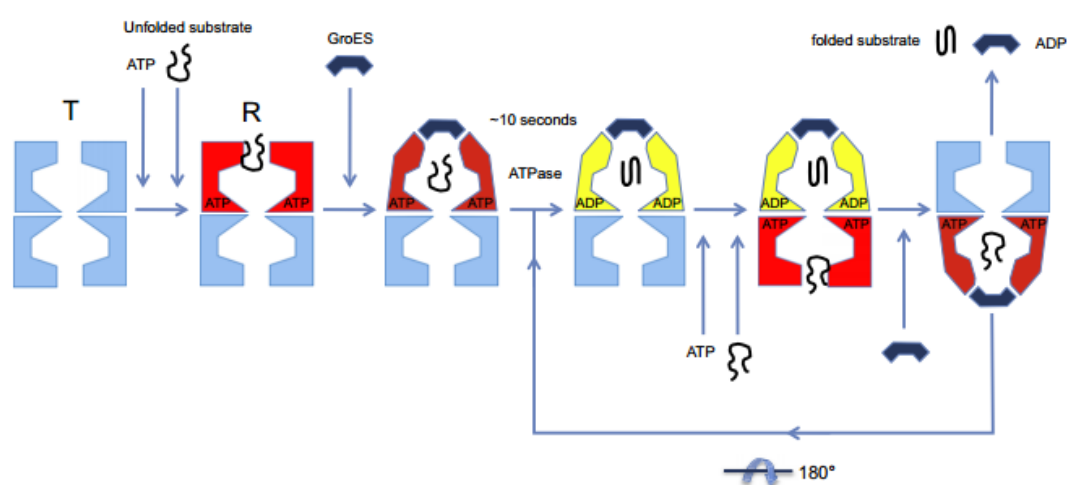 Unfolded substrate
ATP
GroES
folded substrate
ADP
T
R
~10 seconds
ATPase
ATP ATP
ATP ATP
ADP ADP
ADP ADP
ATP ATP
ATP ATP
ATP
180°